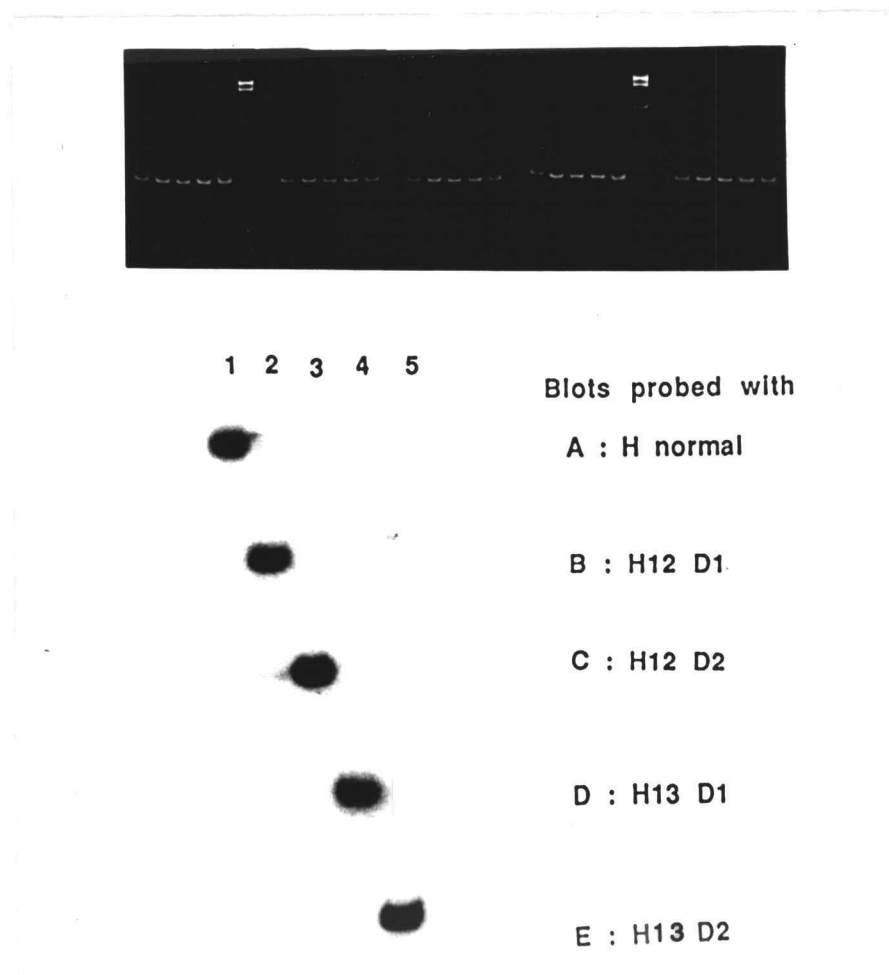 1 2 3 4 5
Blots probed with
A : H normal
B : H12 D1
C : H12 D2
D : H13 D1
E : H13 D2